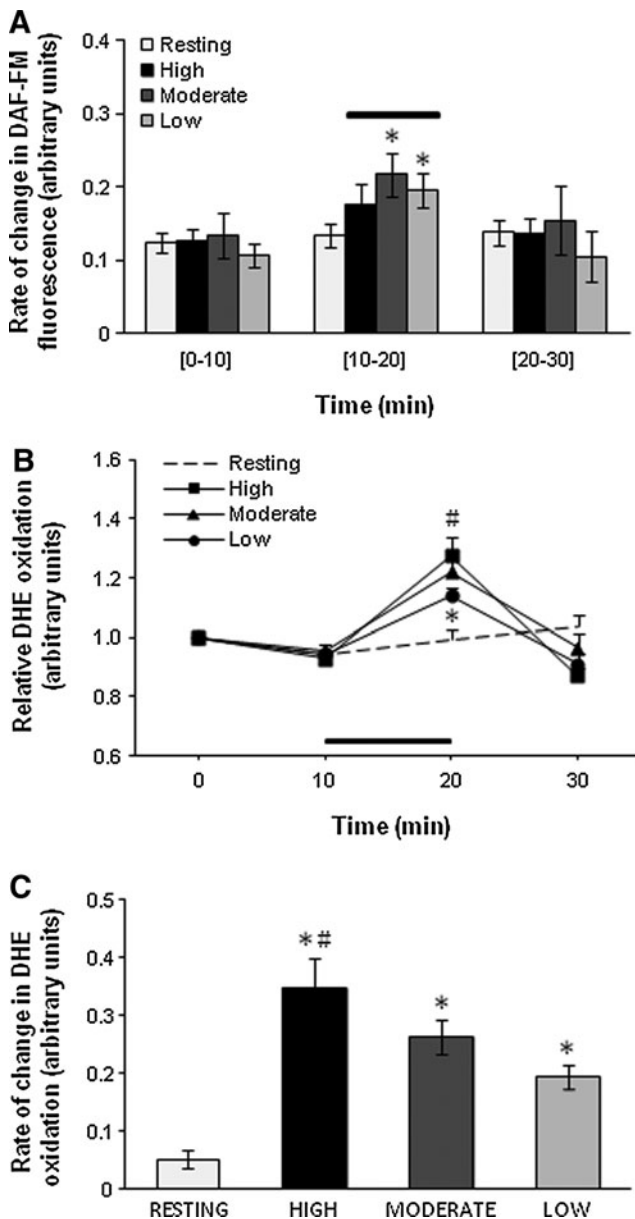 A
Rate of change in DAF-FM
fluorescence (arbitrary units)
0.4
0.3
0.2
0.1
0
Resting
High
Moderate
Low
*
*
[0-10]
[10-20]
[20-30]
Time (min)
B
Relative DHE oxidation
(arbitrary units)
1.6
1.4
1.2
1.0
0.8
0.6
Resting
High
Moderate
Low
#
*
0
10
20
30
Time (min)
C
Rate of change in DHE
oxidation (arbitrary units)
0.5
0.4
0.3
0.2
0.1
0
*#
*
*
RESTING
HIGH
MODERATE
LOW